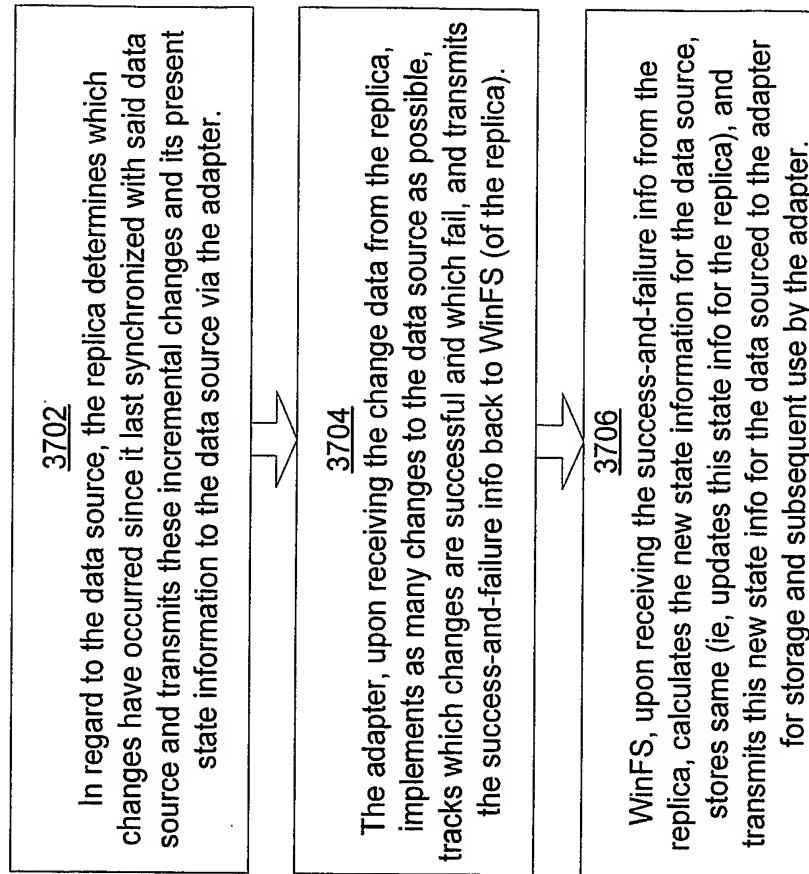 3702
In regard to the data source, the replica determines which
changes have occurred since it last synchronized with said data
source and transmits these incremental changes and its present
state information to the data source via the adapter.
3704
The adapter, upon receiving the change data from the replica,
implements as many changes to the data source as possible,
tracks which changes are successful and which fail, and transmits
the success-and-failure info back to WinFS (of the replica).
3706
WinFS, upon receiving the success-and-failure info from the
replica, calculates the new state information for the data source,
stores same (ie, updates this state info for the replica), and
transmits this new state info for the data sourced to the adapter
for storage and subsequent use by the adapter.